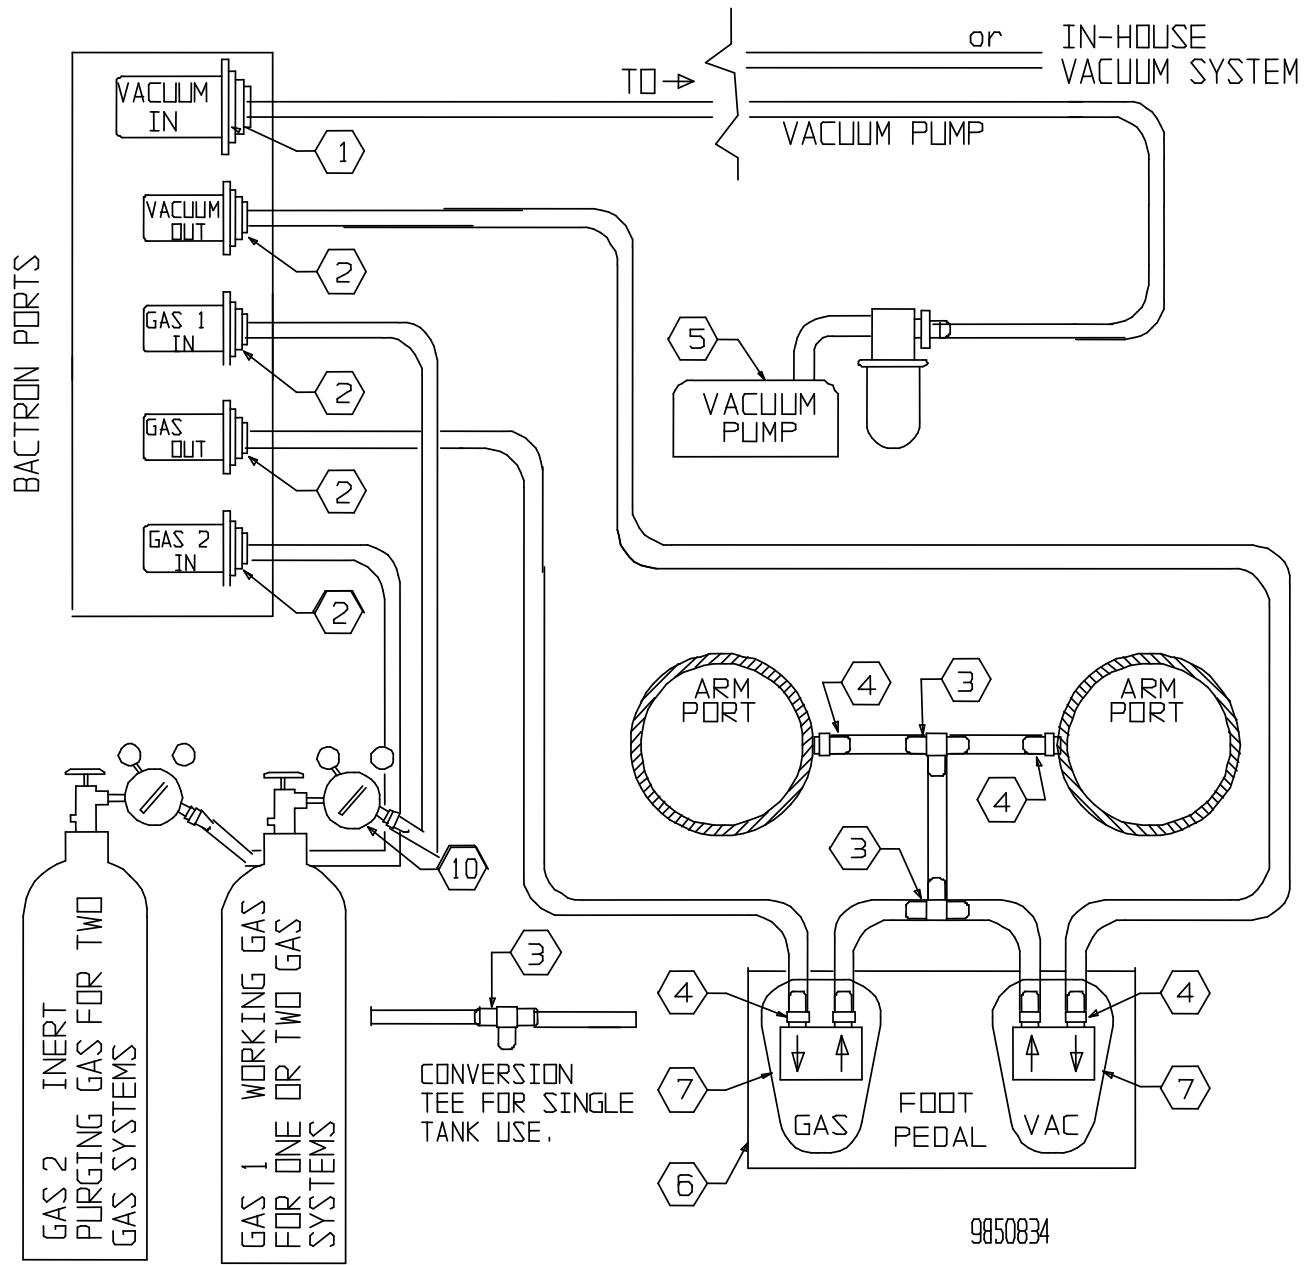 or IN-HOUSE
TO VACUUM SYSTEM
VACUUM
IN
VACUUM PUMP
1
VACUUM
OUT
2
GAS 1
IN
2
GAS
OUT
2
GAS 2
IN
2
BACTRON PORTS
5
VACUUM
PUMP
ARM
PORT
4
3
ARM
PORT
4
3
10
3
CONVERSION
TEE FOR SINGLE
TANK USE.
GAS 2 INERT
PURGING GAS FOR TWO
GAS SYSTEMS
GAS 1 WORKING GAS
FOR ONE OR TWO GAS
SYSTEMS
4
4
7
7
GAS
FOOT
PEDAL
VAC
6
9850834